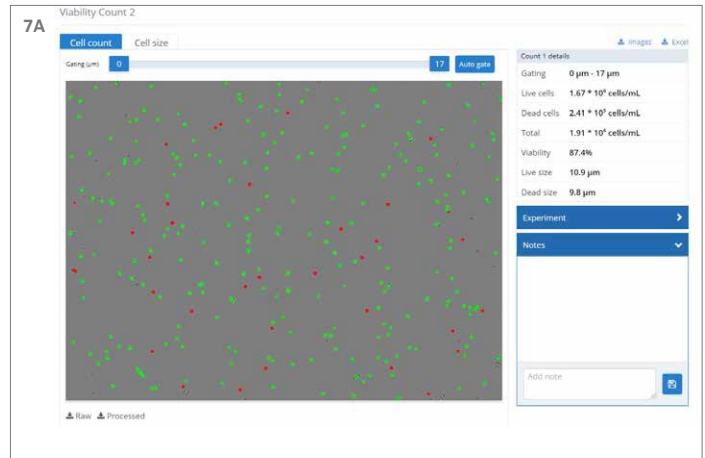 Viability Count 2
7A
Cell count Cell size
Images Excel
Gating (µm) 0 17 Auto gate
Count 1 details
Gating 0 µm - 17 µm
Live cells 1.67 * 10⁶ cells/mL
Dead cells 2.41 * 10⁵ cells/mL
Total 1.91 * 10⁶ cells/mL
Viability 87.4%
Live size 10.9 µm
Dead size 9.8 µm
Experiment
Notes
Add note
Raw Processed